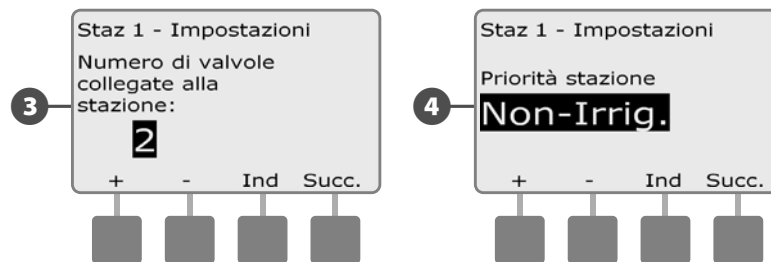 Staz 1 - Impostazioni
Numero di valvole
collegate alla
stazione:
3
2
+ - Ind Succ.
Staz 1 - Impostazioni
Priorità stazione
4
Non-Irrig.
+ - Ind Succ.